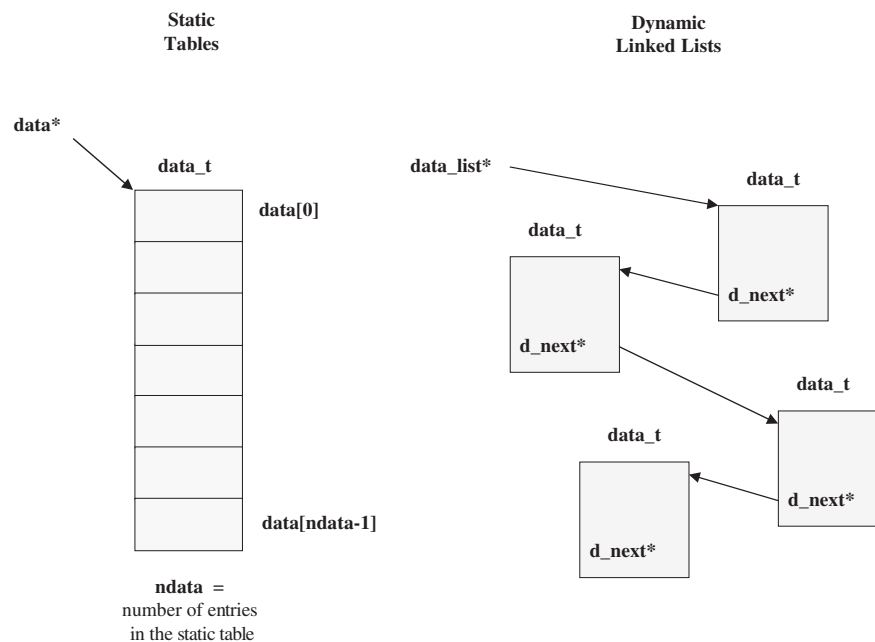 Static
Tables
data*
data_t
data[0]
data[ndata-1]
ndata =
number of entries
in the static table
Dynamic
Linked Lists
data_list*
data_t
d_next*
data_t
d_next*
data_t
d_next*
data_t
d_next*